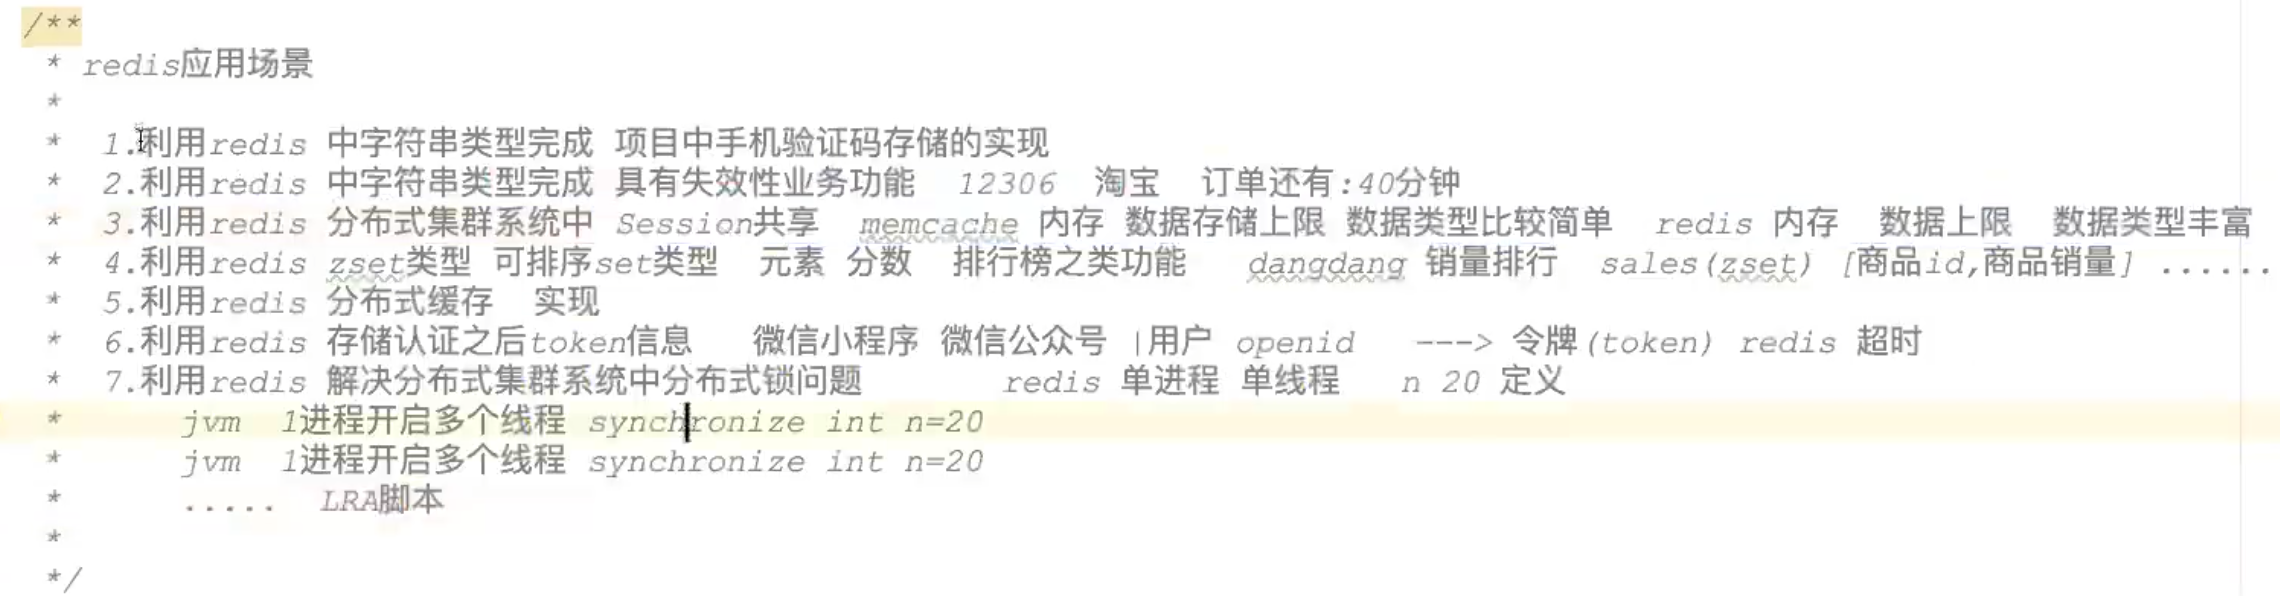 /**
* redis应用场景
*
* 1.利用redis 中字符串类型完成 项目中手机验证码存储的实现
* 2.利用redis 中字符串类型完成 具有失效性业务功能 12306 淘宝 订单还有:40分钟
* 3.利用redis 分布式集群系统中 Session共享 memcache 内存 数据存储上限 数据类型比较简单 redis 内存 数据上限 数据类型丰富
* 4.利用redis zset类型 可排序set类型 元素 分数 排行榜之类功能 dangdang 销量排行 sales(zset) [商品id,商品销量] ......
* 5.利用redis 分布式缓存 实现
* 6.利用redis 存储认证之后token信息 微信小程序 微信公众号 |用户 openid ---> 令牌(token) redis 超时
* 7.利用redis 解决分布式集群系统中分布式锁问题 redis 单进程 单线程 n 20 定义
* jvm 1进程开启多个线程 synchronize int n=20
* jvm 1进程开启多个线程 synchronize int n=20
* ..... LRA脚本
*
*/